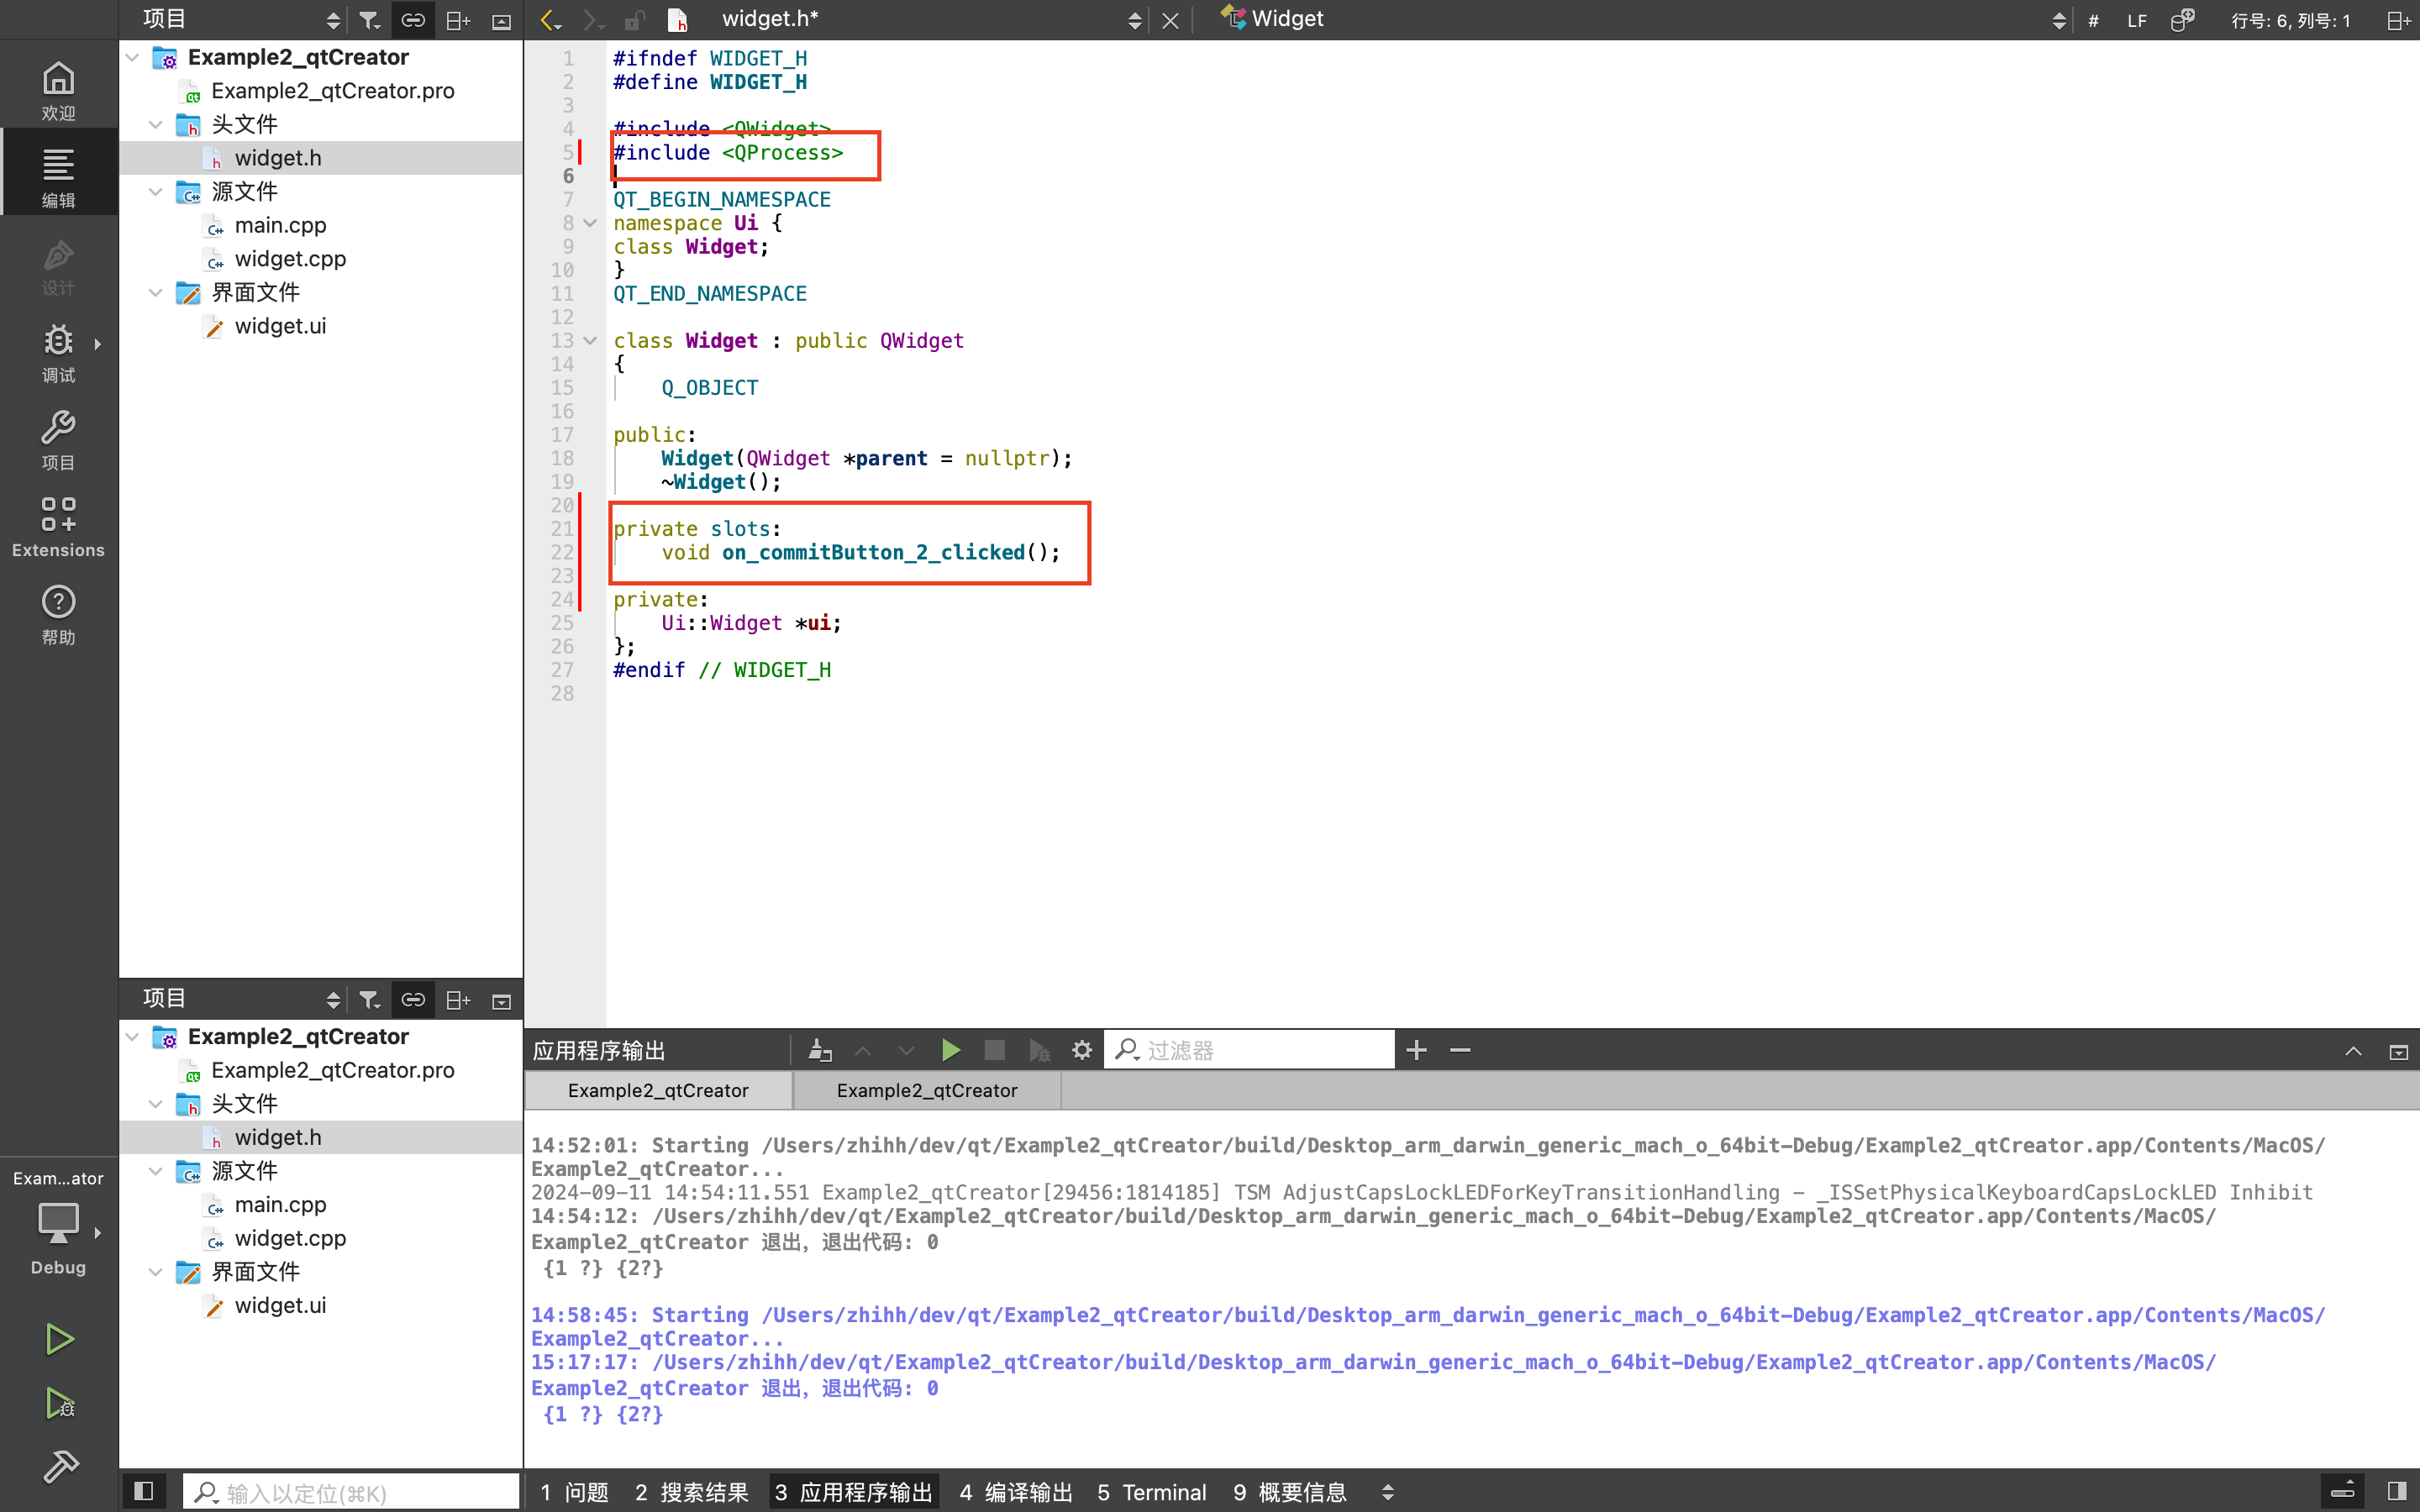 项目
widget.h*
Widget
#
LF
行号: 6, 列号: 1
欢迎
编辑
设计
调试
项目
Extensions
帮助
Exam...ator
Debug
Example2_qtCreator
Example2_qtCreator.pro
头文件
widget.h
源文件
main.cpp
widget.cpp
界面文件
widget.ui
1 #ifndef WIDGET_H
2 #define WIDGET_H
3
4 #include <QWidget>
5 #include <QProcess>
6
7 QT_BEGIN_NAMESPACE
8 namespace Ui {
9 class Widget;
10 }
11 QT_END_NAMESPACE
12
13 class Widget : public QWidget
14 {
15     Q_OBJECT
16
17 public:
18     Widget(QWidget *parent = nullptr);
19     ~Widget();
20
21 private slots:
22     void on_commitButton_2_clicked();
23
24 private:
25     Ui::Widget *ui;
26 };
27 #endif // WIDGET_H
28
项目
Example2_qtCreator
Example2_qtCreator.pro
头文件
widget.h
源文件
main.cpp
widget.cpp
界面文件
widget.ui
应用程序输出
过滤器
Example2_qtCreator
Example2_qtCreator
14:52:01: Starting /Users/zhihh/dev/qt/Example2_qtCreator/build/Desktop_arm_darwin_generic_mach_o_64bit-Debug/Example2_qtCreator.app/Contents/MacOS/
Example2_qtCreator...
2024-09-11 14:54:11.551 Example2_qtCreator[29456:1814185] TSM AdjustCapsLockLEDForKeyTransitionHandling - _ISSetPhysicalKeyboardCapsLockLED Inhibit
14:54:12: /Users/zhihh/dev/qt/Example2_qtCreator/build/Desktop_arm_darwin_generic_mach_o_64bit-Debug/Example2_qtCreator.app/Contents/MacOS/
Example2_qtCreator 退出，退出代码: 0
{1 ?} {2?}
14:58:45: Starting /Users/zhihh/dev/qt/Example2_qtCreator/build/Desktop_arm_darwin_generic_mach_o_64bit-Debug/Example2_qtCreator.app/Contents/MacOS/
Example2_qtCreator...
15:17:17: /Users/zhihh/dev/qt/Example2_qtCreator/build/Desktop_arm_darwin_generic_mach_o_64bit-Debug/Example2_qtCreator.app/Contents/MacOS/
Example2_qtCreator 退出，退出代码: 0
{1 ?} {2?}
输入以定位(⌘K)
1 问题
2 搜索结果
3 应用程序输出
4 编译输出
5 Terminal
9 概要信息